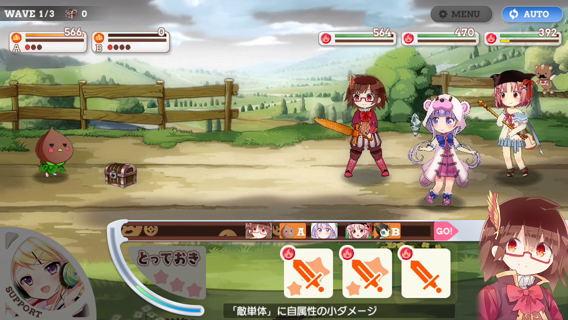 WAVE 1/3 0
MENU
AUTO
566
A
0
B
564
470
392
A
B
GO!
とっておき
SUPPORT
「敵単体」に自属性の小ダメージ